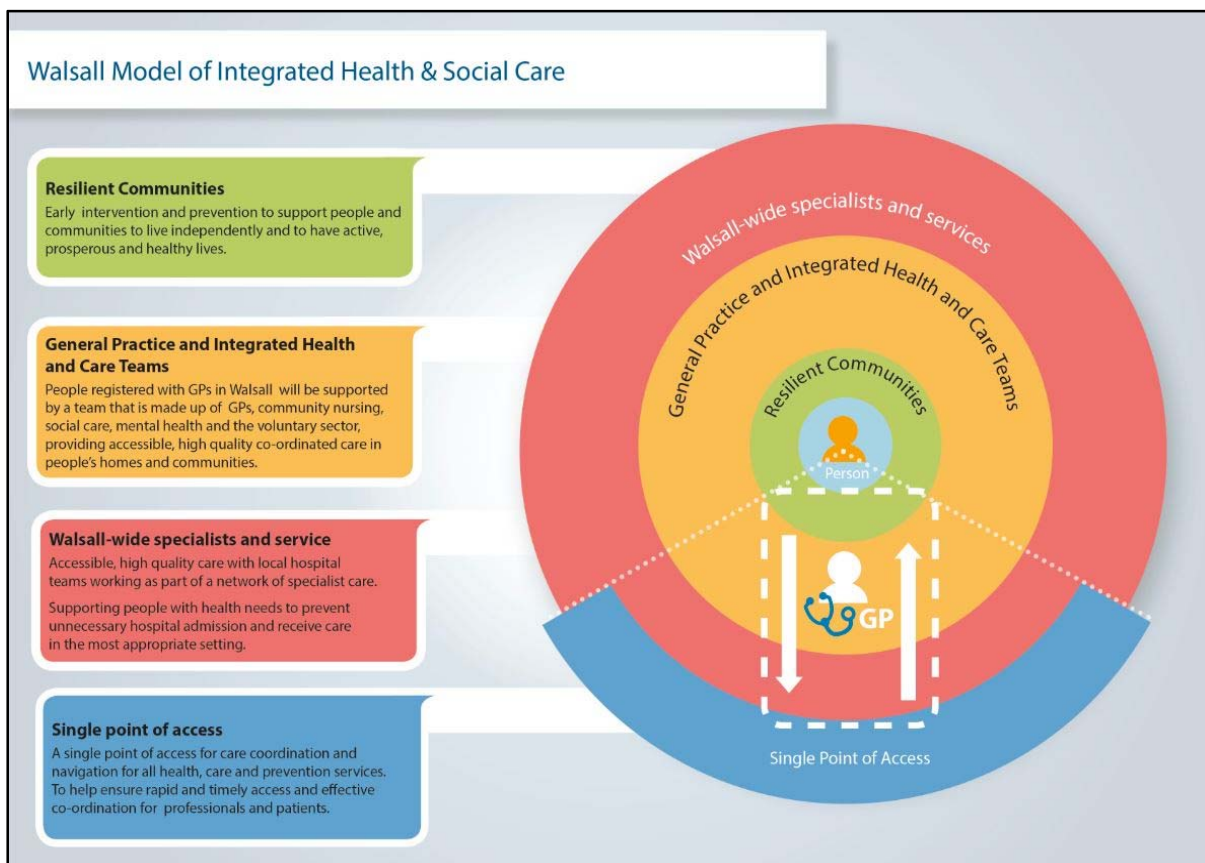 Walsall Model of Integrated Health & Social Care
Resilient Communities
Early intervention and prevention to support people and
communities to live independently and to have active,
prosperous and healthy lives.
General Practice and Integrated Health
and Care Teams
People registered with GPs in Walsall will be supported
by a team that is made up of GPs, community nursing,
social care, mental health and the voluntary sector,
providing accessible, high quality co-ordinated care in
people's homes and communities.
Walsall-wide specialists and service
Accessible, high quality care with local hospital
teams working as part of a network of specialist care.
Supporting people with health needs to prevent
unnecessary hospital admission and receive care
in the most appropriate setting.
Single point of access
A single point of access for care coordination and
navigation for all health, care and prevention services.
To help ensure rapid and timely access and effective
co-ordination for professionals and patients.
Walsall-wide specialists and services
General Practice and Integrated Health and Care Teams
Resilient Communities
Person
GP
Single Point of Access